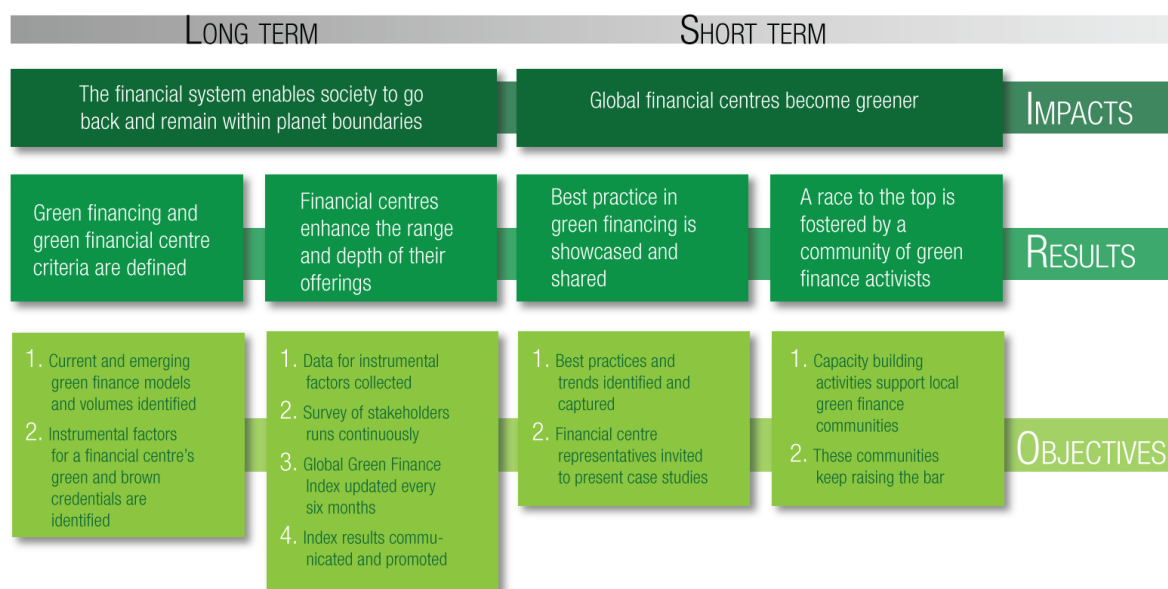 LONG TERM
SHORT TERM
The financial system enables society to go
back and remain within planet boundaries
Global financial centres become greener
IMPACTS
Green financing and
green financial centre
criteria are defined
Financial centres
enhance the range
and depth of their
offerings
Best practice in
green financing is
showcased and
shared
A race to the top is
fostered by a
community of green
finance activists
RESULTS
1. Current and emerging
green finance models
and volumes identified
2. Instrumental factors
for a financial centre's
green and brown
credentials are
identified
1. Data for instrumental
factors collected
2. Survey of stakeholders
runs continuously
3. Global Green Finance
Index updated every
six months
4. Index results commu-
nicated and promoted
1. Best practices and
trends identified and
captured
2. Financial centre
representatives invited
to present case studies
1. Capacity building
activities support local
green finance
communities
2. These communities
keep raising the bar
OBJECTIVES